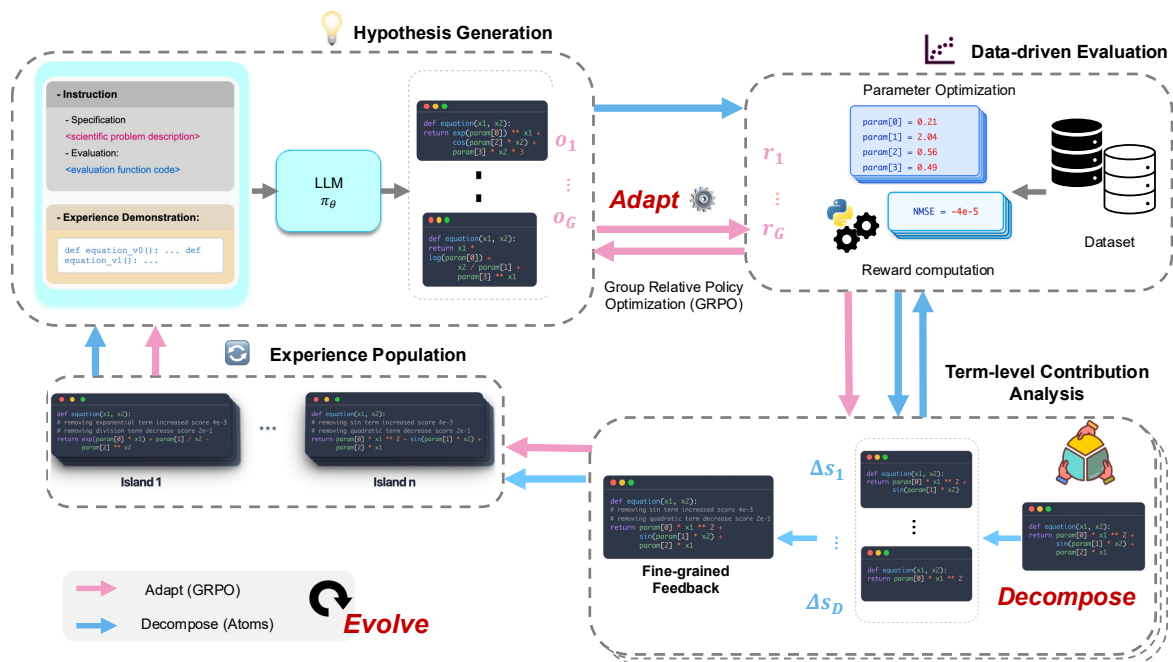 Hypothesis Generation
- Instruction
- Specification
<scientific problem description>
- Evaluation:
<evaluation function code>
- Experience Demonstration:
def equation_v0(): ... def
equation_v1(): ...
LLM
πθ
def equation(x1, x2):
return exp(param[0]) ** x1 +
cos(param[2] * x2) +
param[3] * x2 * 3
def equation(x1, x2):
return x1 *
log(param[0]) +
x2 / param[1] +
param[3] ** x1
o1
...
oG
Adapt
Group Relative Policy
Optimization (GRPO)
Data-driven Evaluation
Parameter Optimization
param[0] = 0.21
param[1] = 2.04
param[2] = 0.56
param[3] = 0.49
r1
...
rG
NMSE = -4e-5
Reward computation
Dataset
Experience Population
def equation(x1, x2):
# removing exponential term increased score 4e-3
# removing division term decrease score 2e-1
return exp(param[0] * x1) + param[1] / x2 -
param[2] ** x2
Island 1
...
def equation(x1, x2):
# removing sin term increased score 4e-3
# removing quadratic term decrease score 2e-1
return param[0] * x1 ** 2 + sin(param[1] * x2) +
param[2] * x1
Island n
Term-level Contribution
Analysis
def equation(x1, x2):
# removing sin term increased score 4e-3
# removing quadratic term decrease score 2e-1
return param[0] * x1 ** 2 +
sin(param[1] * x2) +
param[2] * x1
Fine-grained
Feedback
Δs1
...
ΔsD
def equation(x1, x2):
return param[0] * x1 ** 2 +
sin(param[1] * x2)
...
def equation(x1, x2):
return param[0] * x1 ** 2
def equation(x1, x2):
return param[0] * x1 ** 2 +
sin(param[1] * x2) +
param[2] * x1
Decompose
Adapt (GRPO)
Decompose (Atoms)
Evolve